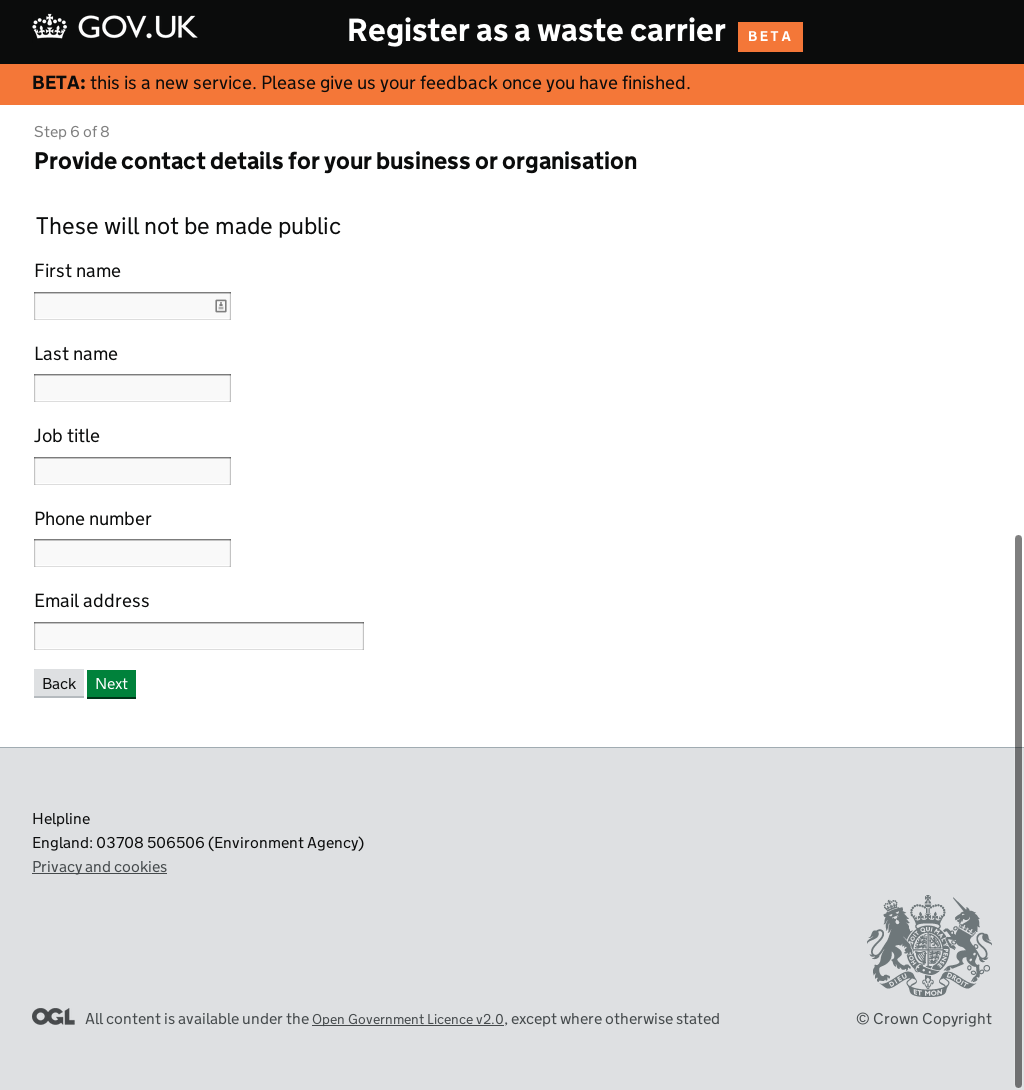 GOV.UK Register as a waste carrier BETA
BETA: this is a new service. Please give us your feedback once you have finished.
Step 6 of 8
Provide contact details for your business or organisation
These will not be made public
First name
Last name
Job title
Phone number
Email address
Back Next
Helpline
England: 03708 506506 (Environment Agency)
Privacy and cookies
DIEU ET MON DROIT
OGL All content is available under the Open Government Licence v2.0, except where otherwise stated
© Crown Copyright